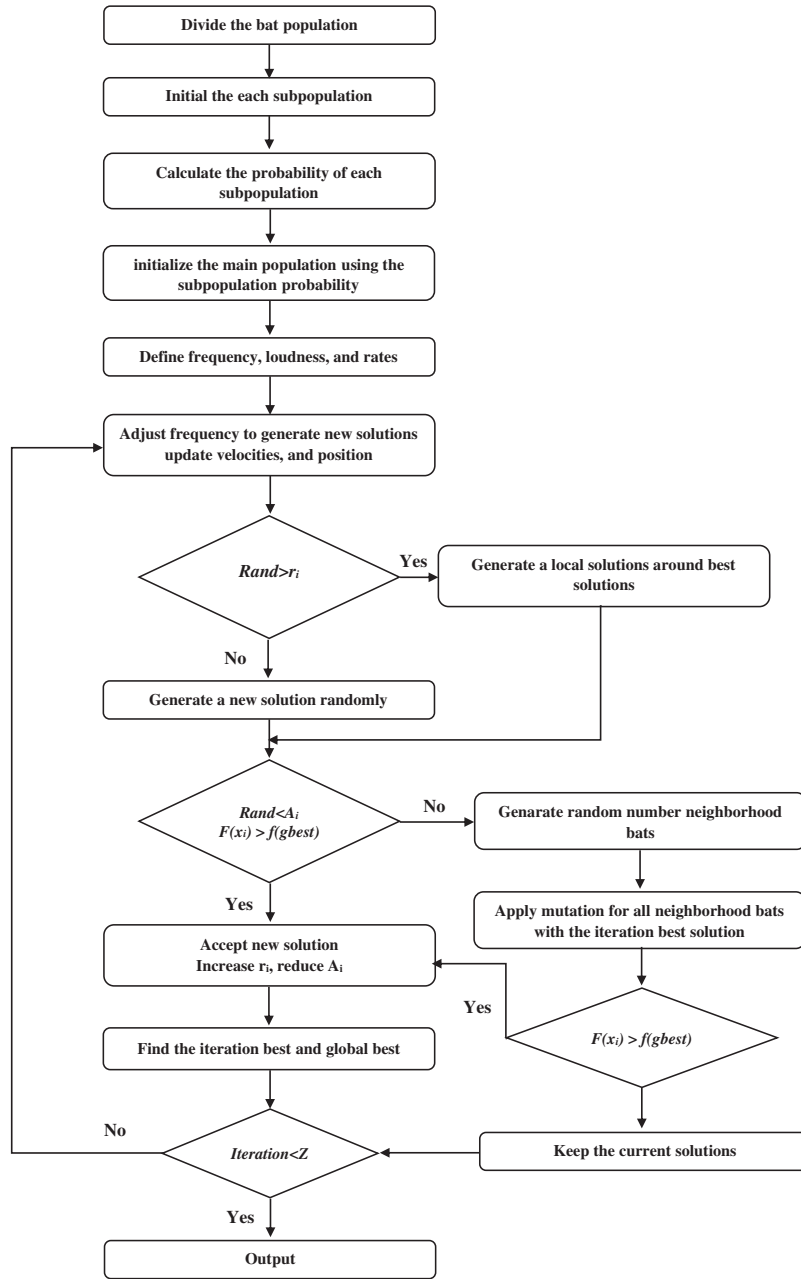 Divide the bat population
Initial the each subpopulation
Calculate the probability of each
subpopulation
initialize the main population using the
subpopulation probability
Define frequency, loudness, and rates
Adjust frequency to generate new solutions
update velocities, and position
Rand>ri
Yes
Generate a local solutions around best
solutions
No
Generate a new solution randomly
Rand<Ai
F(xi) > f(gbest)
No
Genarate random number neighborhood
bats
Yes
Apply mutation for all neighborhood bats
with the iteration best solution
Accept new solution
Increase ri, reduce Ai
Yes
F(xi) > f(gbest)
Find the iteration best and global best
No
Iteration<Z
Keep the current solutions
Yes
Output